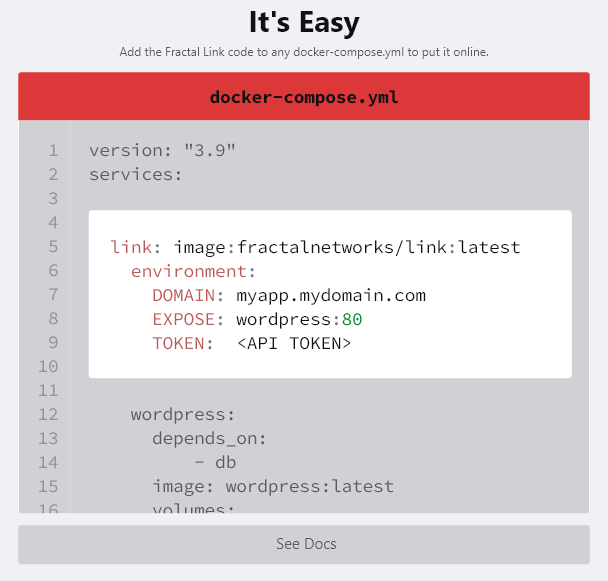 It's Easy
Add the Fractal Link code to any docker-compose.yml to put it online.
docker-compose.yml
1 version: "3.9"
2 services:
3
4
5 link: image:fractalnetworks/link:latest
6 environment:
7 DOMAIN: myapp.mydomain.com
8 EXPOSE: wordpress:80
9 TOKEN: <API TOKEN>
10
11
12 wordpress:
13 depends_on:
14 - db
15 image: wordpress:latest
16 volumes:
See Docs